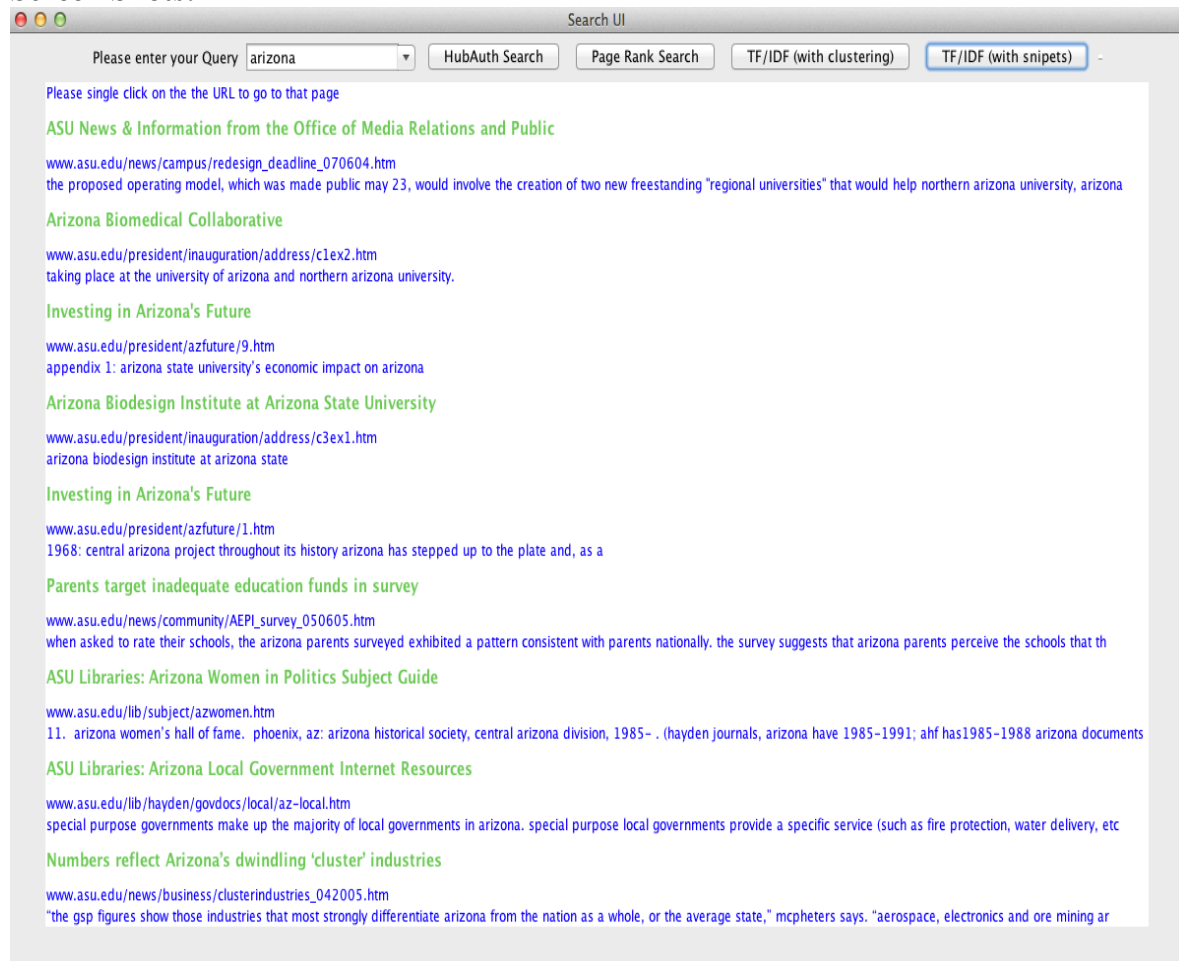 Search UI
Please enter your Query arizona HubAuth Search Page Rank Search TF/IDF (with clustering) TF/IDF (with snipets)
Please single click on the the URL to go to that page
ASU News & Information from the Office of Media Relations and Public
www.asu.edu/news/campus/redesign_deadline_070604.htm
the proposed operating model, which was made public may 23, would involve the creation of two new freestanding "regional universities" that would help northern arizona university, arizona
Arizona Biomedical Collaborative
www.asu.edu/president/inauguration/address/c1ex2.htm
taking place at the university of arizona and northern arizona university.
Investing in Arizona's Future
www.asu.edu/president/azfuture/9.htm
appendix 1: arizona state university's economic impact on arizona
Arizona Biodesign Institute at Arizona State University
www.asu.edu/president/inauguration/address/c3ex1.htm
arizona biodesign institute at arizona state
Investing in Arizona's Future
www.asu.edu/president/azfuture/1.htm
1968: central arizona project throughout its history arizona has stepped up to the plate and, as a
Parents target inadequate education funds in survey
www.asu.edu/news/community/AEPI_survey_050605.htm
when asked to rate their schools, the arizona parents surveyed exhibited a pattern consistent with parents nationally. the survey suggests that arizona parents perceive the schools that th
ASU Libraries: Arizona Women in Politics Subject Guide
www.asu.edu/lib/subject/azwomen.htm
11. arizona women's hall of fame. phoenix, az: arizona historical society, central arizona division, 1985- . (hayden journals, arizona have 1985-1991; ahf has1985-1988 arizona documents
ASU Libraries: Arizona Local Government Internet Resources
www.asu.edu/lib/hayden/govdocs/local/az-local.htm
special purpose governments make up the majority of local governments in arizona. special purpose local governments provide a specific service (such as fire protection, water delivery, etc
Numbers reflect Arizona's dwindling ‘cluster’ industries
www.asu.edu/news/business/clusterindustries_042005.htm
“the gsp figures show those industries that most strongly differentiate arizona from the nation as a whole, or the average state,” mcpheters says. “aerospace, electronics and ore mining ar